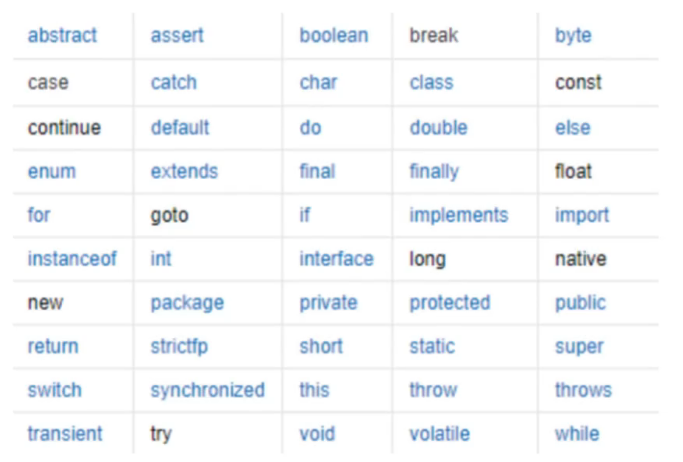 abstract assert boolean break byte
case catch char class const
continue default do double else
enum extends final finally float
for goto if implements import
instanceof int interface long native
new package private protected public
return strictfp short static super
switch synchronized this throw throws
transient try void volatile while